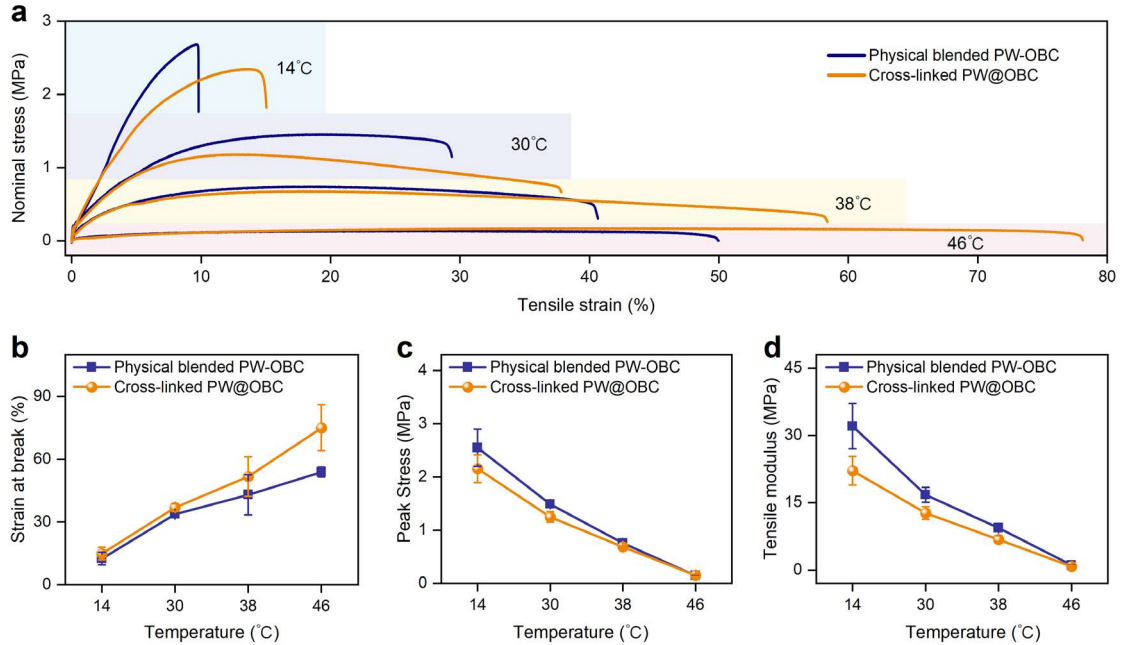 a
Nominal stress (MPa)
3
2
1
0
14°C
30°C
38°C
46°C
Physical blended PW-OBC
Cross-linked PW@OBC
0 10 20 30 40 50 60 70 80
Tensile strain (%)
b
Strain at break (%)
90
60
30
0
Physical blended PW-OBC
Cross-linked PW@OBC
14 30 38 46
Temperature (°C)
c
Peak Stress (MPa)
4
3
2
1
0
Physical blended PW-OBC
Cross-linked PW@OBC
14 30 38 46
Temperature (°C)
d
Tensile modulus (MPa)
45
30
15
0
Physical blended PW-OBC
Cross-linked PW@OBC
14 30 38 46
Temperature (°C)